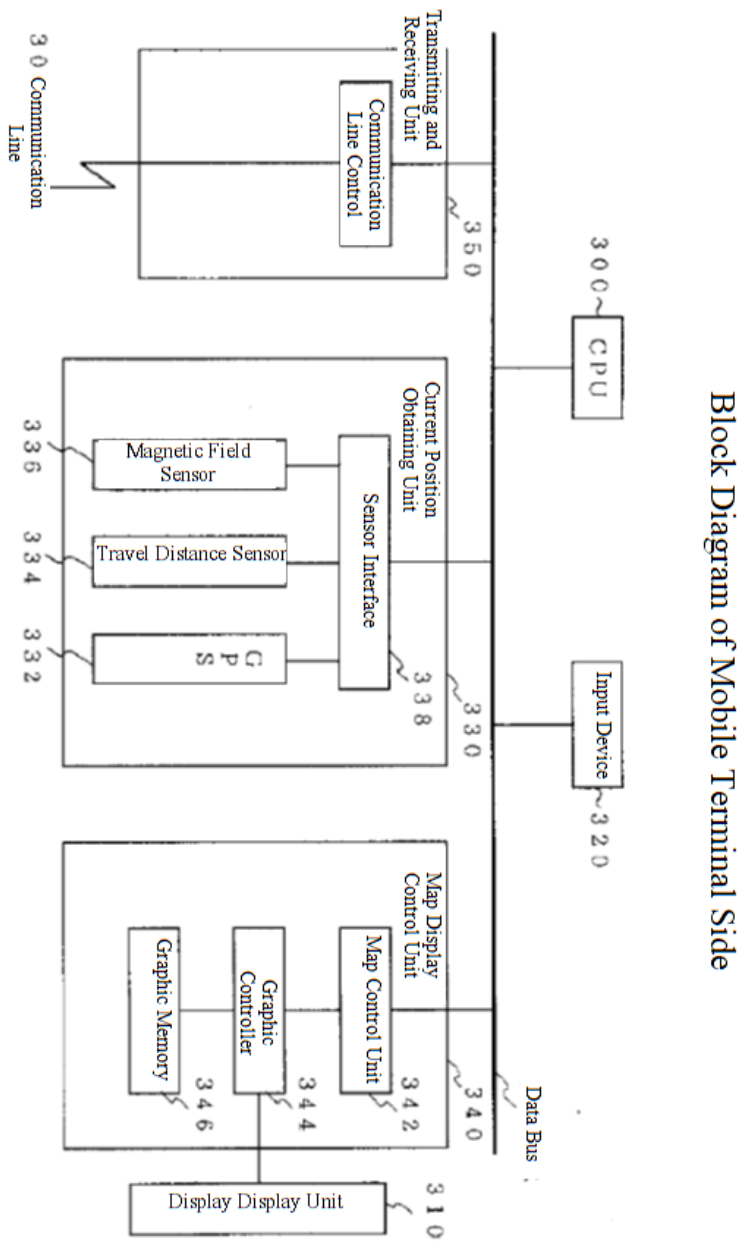 Block Diagram of Mobile Terminal Side
300
CPU
Input Device
320
Data Bus
Transmitting and
Receiving Unit
350
Communication
Line Control
30 Communication
Line
Current Position
Obtaining Unit
330
Sensor Interface
338
Magnetic Field
Sensor
336
Travel Distance Sensor
334
GPS
332
Map Display
Control Unit
340
Map Control Unit
342
Graphic
Controller
344
Graphic Memory
346
Display Display Unit
310